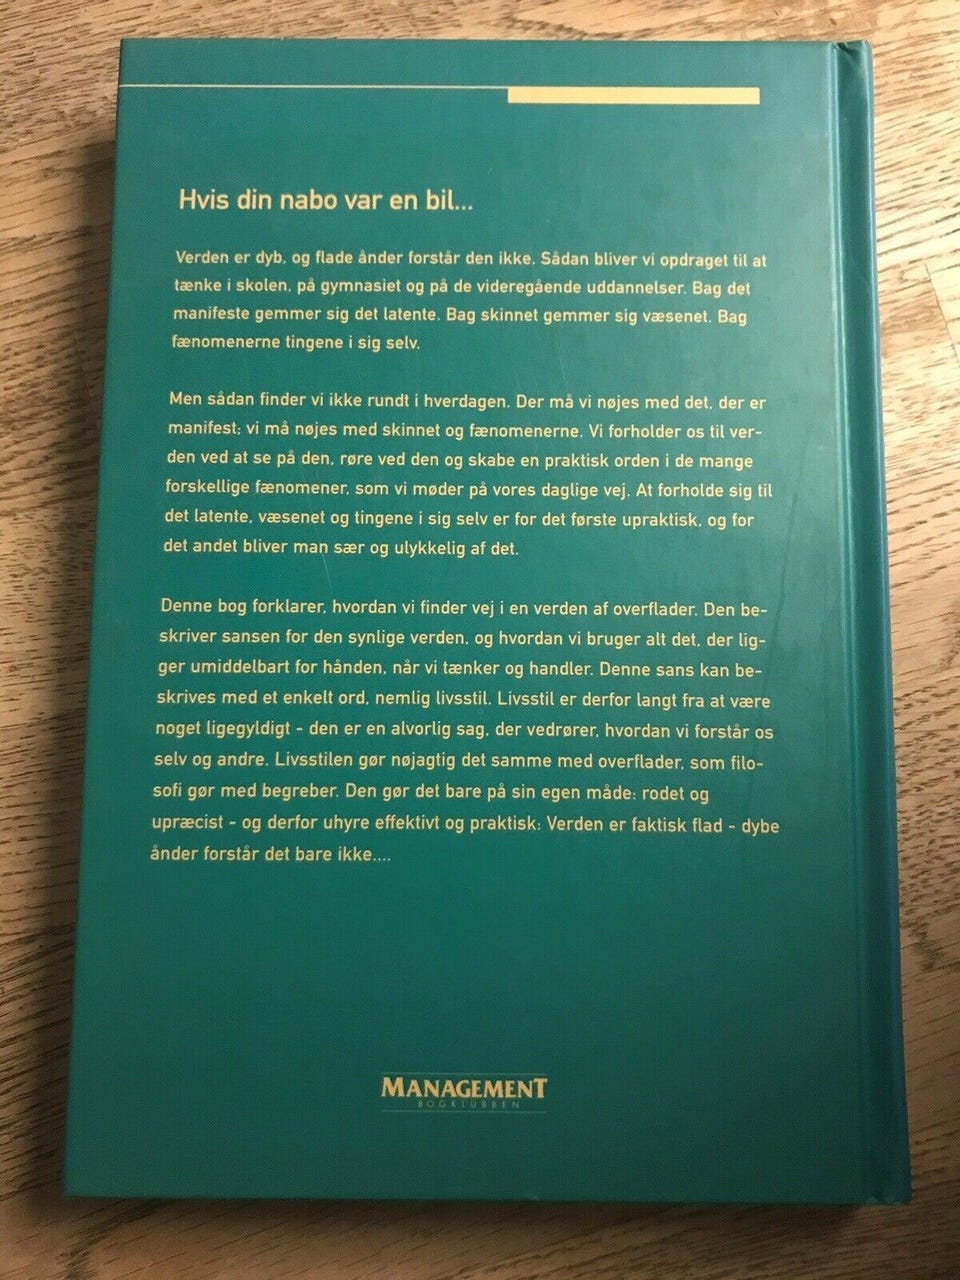 Hvis din nabo var en bil...
Verden er dyb, og flade ånder forstår den ikke. Sådan bliver vi opdraget til at
tænke i skolen, på gymnasiet og på de videregående uddannelser. Bag det
manifeste gemmer sig det latente. Bag skinnet gemmer sig væsenet. Bag
fænomenerne tingene i sig selv.
Men sådan finder vi ikke rundt i hverdagen. Der må vi nøjes med det, der er
manifest; vi må nøjes med skinnet og fænomenerne. Vi forholder os til ver-
den ved at se på den, røre ved den og skabe en praktisk orden i de mange
forskellige fænomener, som vi møder på vores daglige vej. At forholde sig til
det latente, væsenet og tingene i sig selv er for det første upraktisk, og for
det andet bliver man sær og ulykkelig af det.
Denne bog forklarer, hvordan vi finder vej i en verden af overflader. Den be-
skriver sansen for den synlige verden, og hvordan vi bruger alt det, der lig-
ger umiddelbart for hånden, når vi tænker og handler. Denne sans kan be-
skrives med et enkelt ord, nemlig livsstil. Livsstil er derfor langt fra at være
noget ligegyldigt - den er en alvorlig sag, der vedrører, hvordan vi forstår os
selv og andre. Livsstilen gør nøjagtig det samme med overflader, som filo-
sofi gør med begreber. Den gør det bare på sin egen måde: rodet og
upræcist - og derfor uhyre effektivt og praktisk: Verden er faktisk flad - dybe
ånder forstår det bare ikke....
MANAGEMENT
BOGKLUBBEN